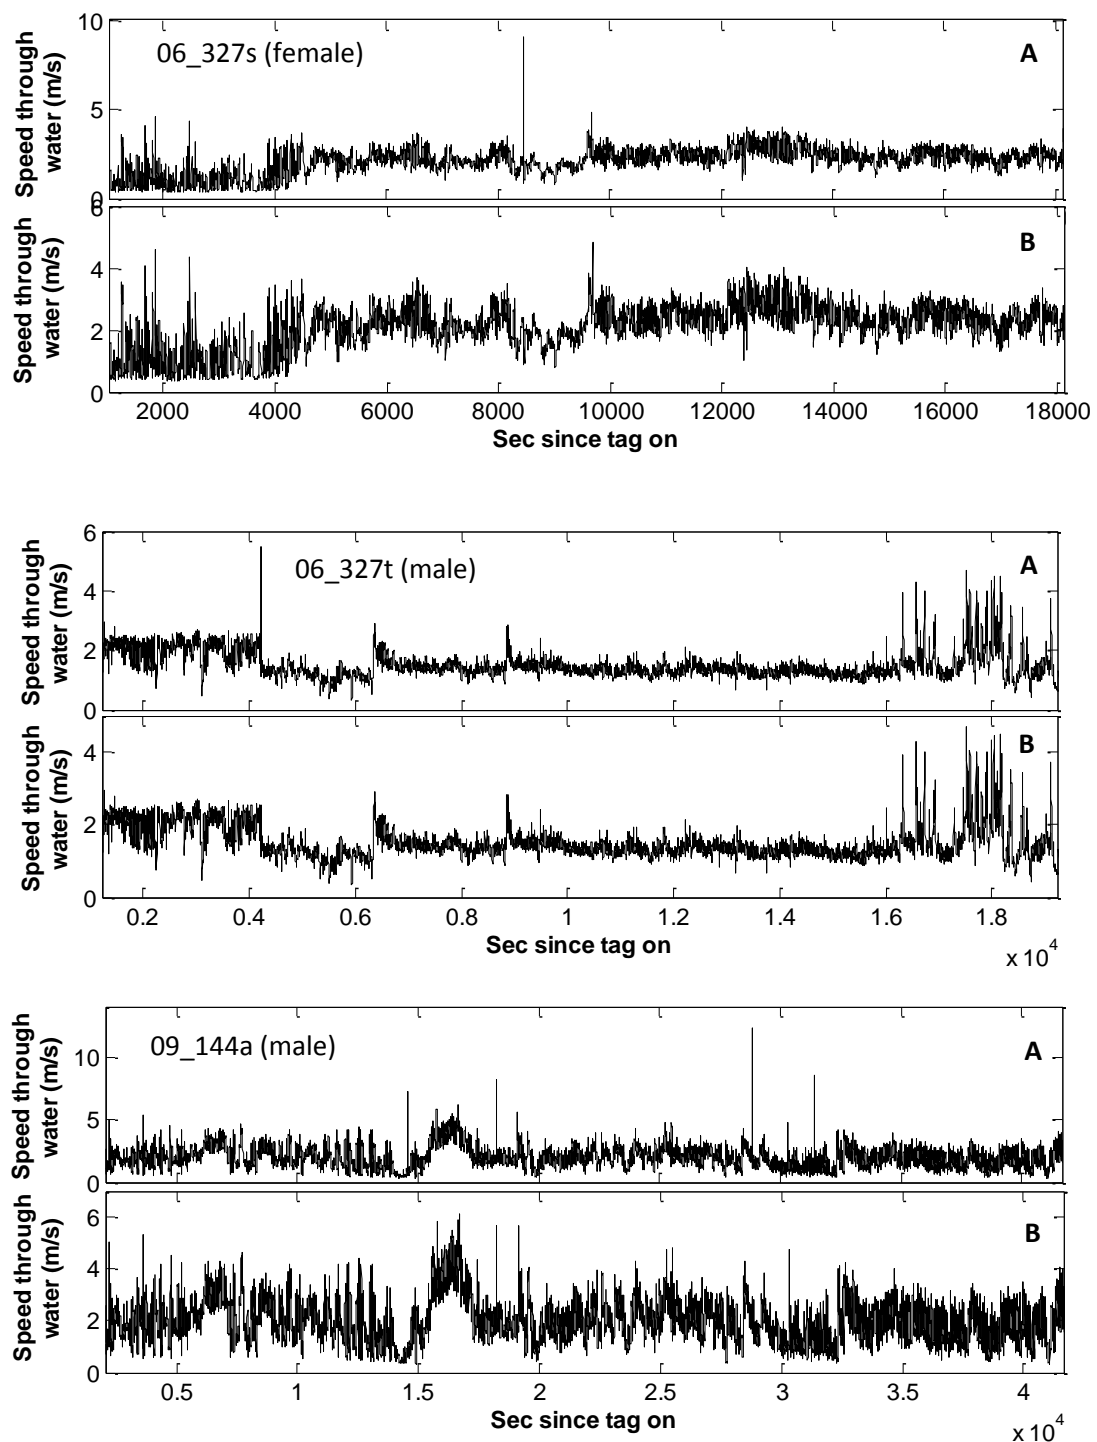 10
06_327s (female)
A
5
0
Speed through
water (m/s)
6
B
4
2
0
Speed through
water (m/s)
2000 4000 6000 8000 10000 12000 14000 16000 18000
Sec since tag on
6
06_327t (male)
A
4
2
0
Speed through
water (m/s)
B
4
2
0
Speed through
water (m/s)
0.2 0.4 0.6 0.8 1 1.2 1.4 1.6 1.8
Sec since tag on
x 10^4
09_144a (male)
A
10
5
0
Speed through
water (m/s)
6
B
4
2
0
Speed through
water (m/s)
0.5 1 1.5 2 2.5 3 3.5 4
Sec since tag on
x 10^4